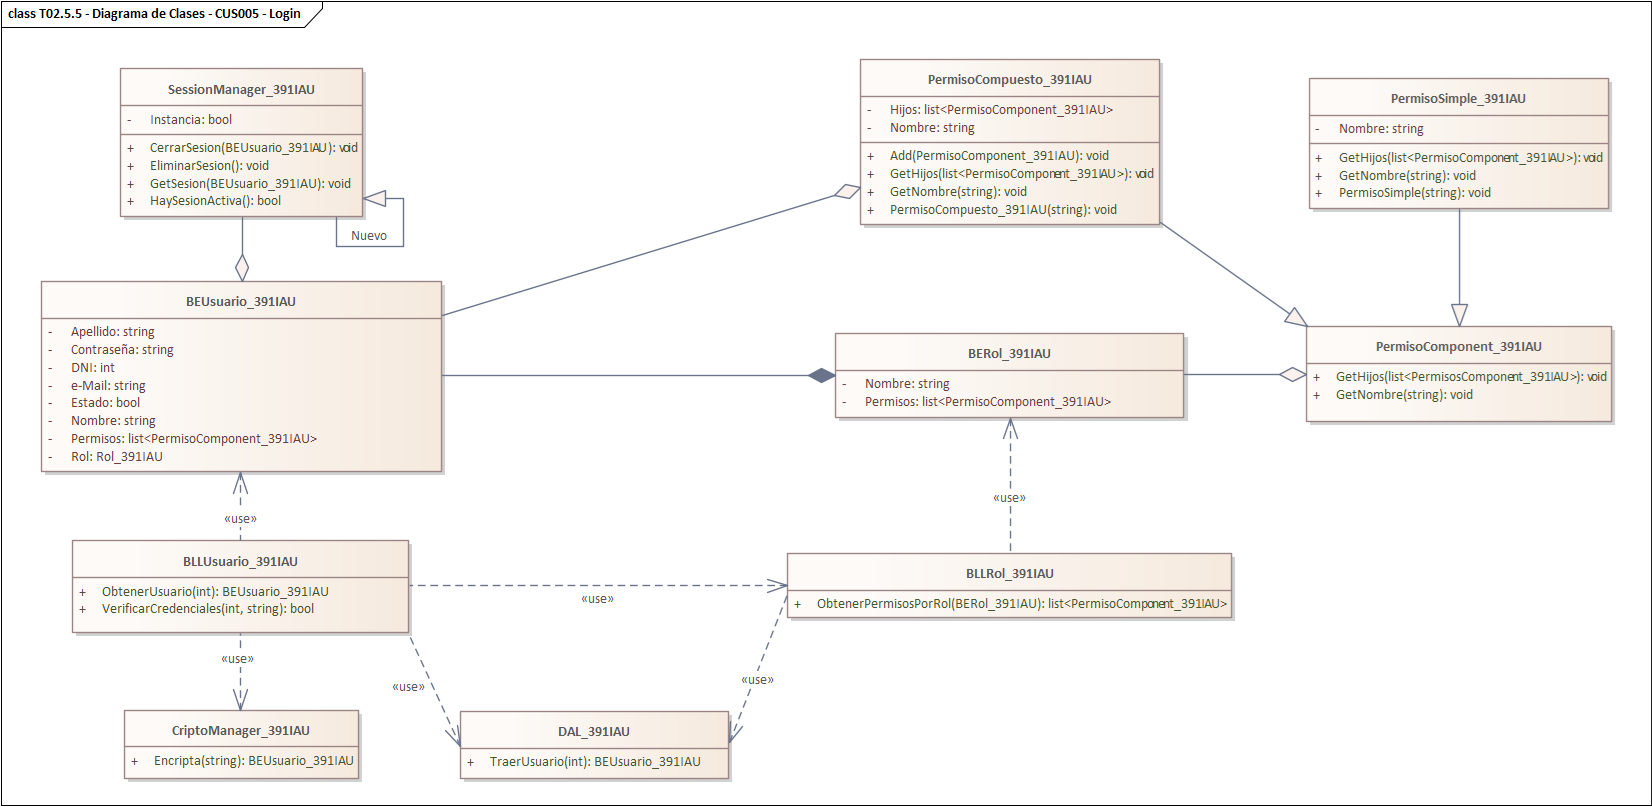 class T02.5.5 - Diagrama de Clases - CUS005 - Login
SessionManager_391IAU
- Instancia: bool
+ CerrarSesion(BEUsuario_391IAU): void
+ EliminarSesion(): void
+ GetSesion(BEUsuario_391IAU): void
+ HaySesionActiva(): bool
Nuevo
PermisoCompuesto_391IAU
- Hijos: list<PermisoComponent_391IAU>
- Nombre: string
+ Add(PermisoComponent_391IAU): void
+ GetHijos(list<PermisoComponent_391IAU>): void
+ GetNombre(string): void
+ PermisoCompuesto_391IAU(string): void
PermisoSimple_391IAU
- Nombre: string
+ GetHijos(list<PermisoComponent_391IAU>): void
+ GetNombre(string): void
+ PermisoSimple(string): void
BEUsuario_391IAU
- Apellido: string
- Contraseña: string
- DNI: int
- e-Mail: string
- Estado: bool
- Nombre: string
- Permisos: list<PermisoComponent_391IAU>
- Rol: Rol_391IAU
BERol_391IAU
- Nombre: string
- Permisos: list<PermisoComponent_391IAU>
PermisoComponent_391IAU
+ GetHijos(list<PermisosComponent_391IAU>): void
+ GetNombre(string): void
«use»
«use»
BLLUsuario_391IAU
+ ObtenerUsuario(int): BEUsuario_391IAU
+ VerificarCredenciales(int, string): bool
«use»
BLLRol_391IAU
+ ObtenerPermisosPorRol(BERol_391IAU): list<PermisoComponent_391IAU>
«use»
«use»
«use»
CriptoManager_391IAU
+ Encripta(string): BEUsuario_391IAU
DAL_391IAU
+ TraerUsuario(int): BEUsuario_391IAU